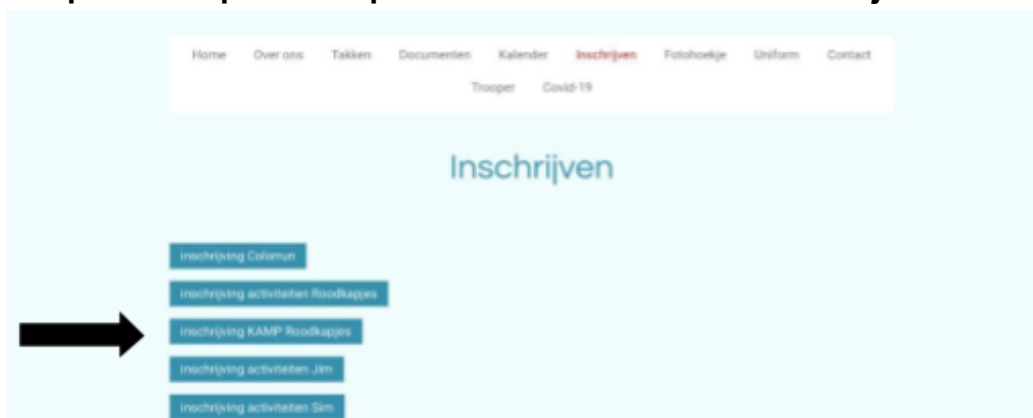 Home Over ons Takken Documenten Kalender Inschrijven Fotohoekje Uniform Contact
Trooper Covid-19
Inschrijven
inschrijving Colorrun
inschrijving activiteiten Roodkapjes
inschrijving KAMP Roodkapjes
inschrijving activiteiten Jim
inschrijving activiteiten Sim